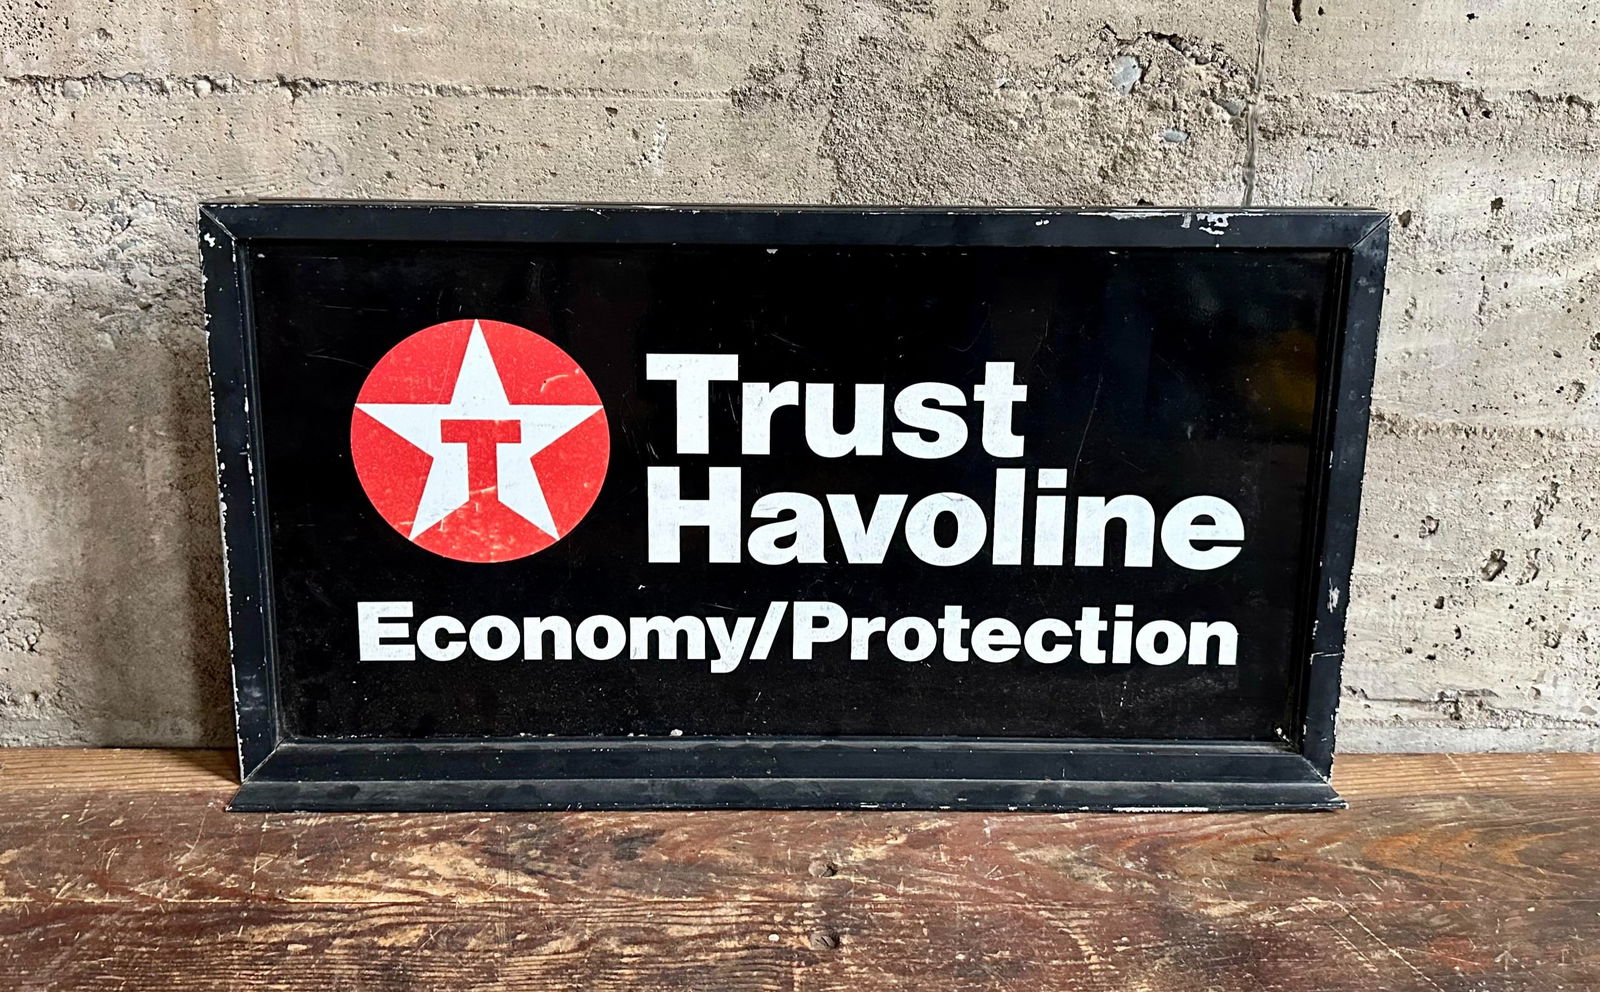 T
Trust
Havoline
Economy/Protection